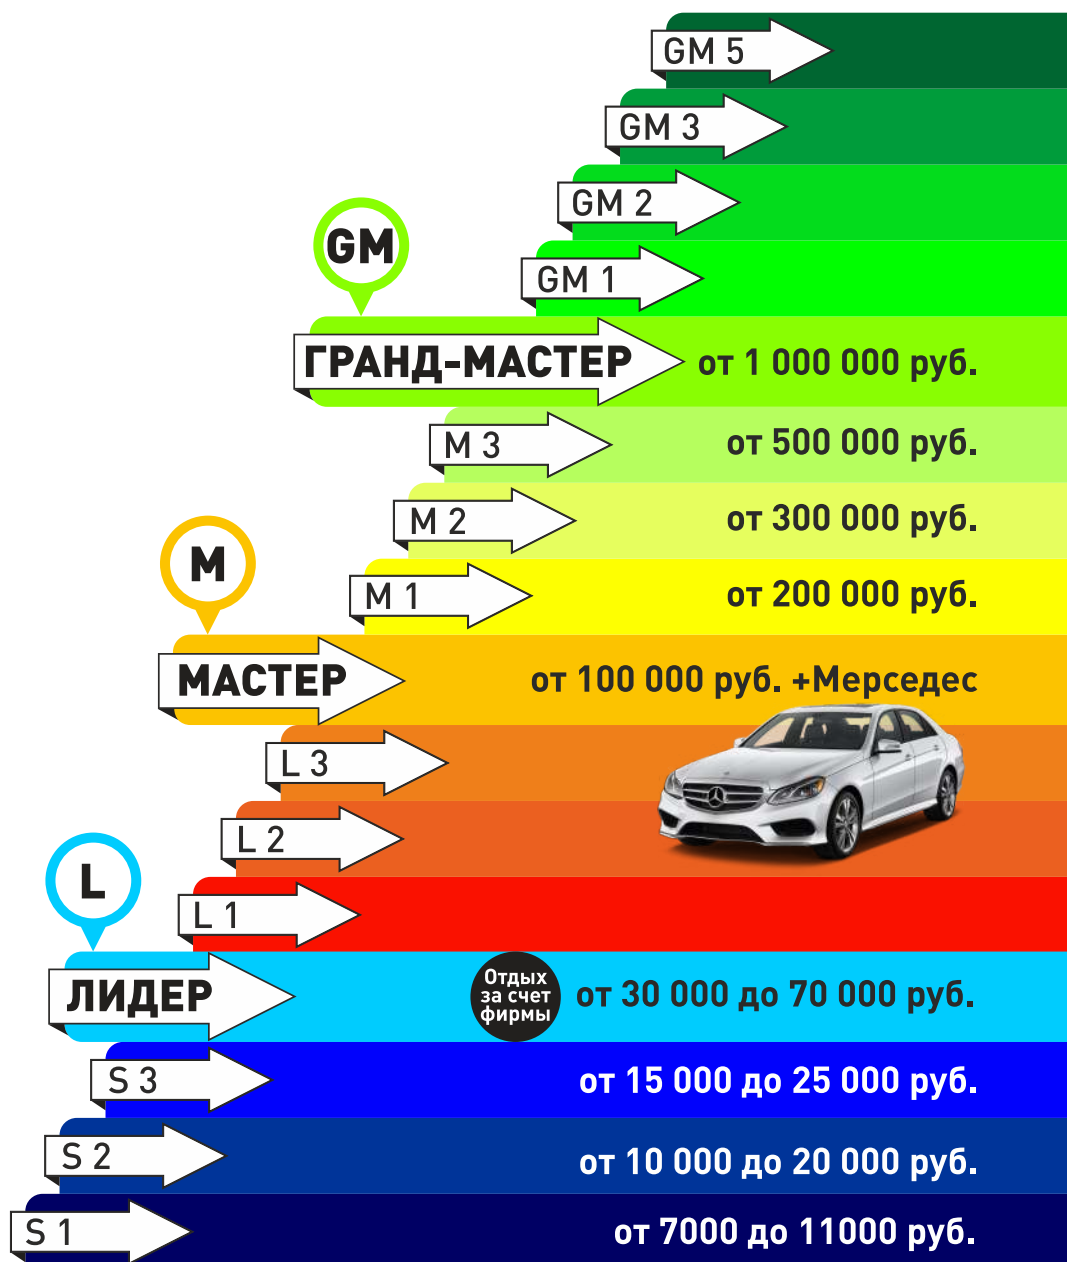 GM 5
GM 3
GM 2
GM
GM 1
ГРАНД-МАСТЕР от 1 000 000 руб.
M 3 от 500 000 руб.
M 2 от 300 000 руб.
M
M 1 от 200 000 руб.
МАСТЕР от 100 000 руб. +Мерседес
L 3
L 2
L
L 1
ЛИДЕР
Отдых
за счет
фирмы
от 30 000 до 70 000 руб.
S 3 от 15 000 до 25 000 руб.
S 2 от 10 000 до 20 000 руб.
S 1 от 7000 до 11000 руб.